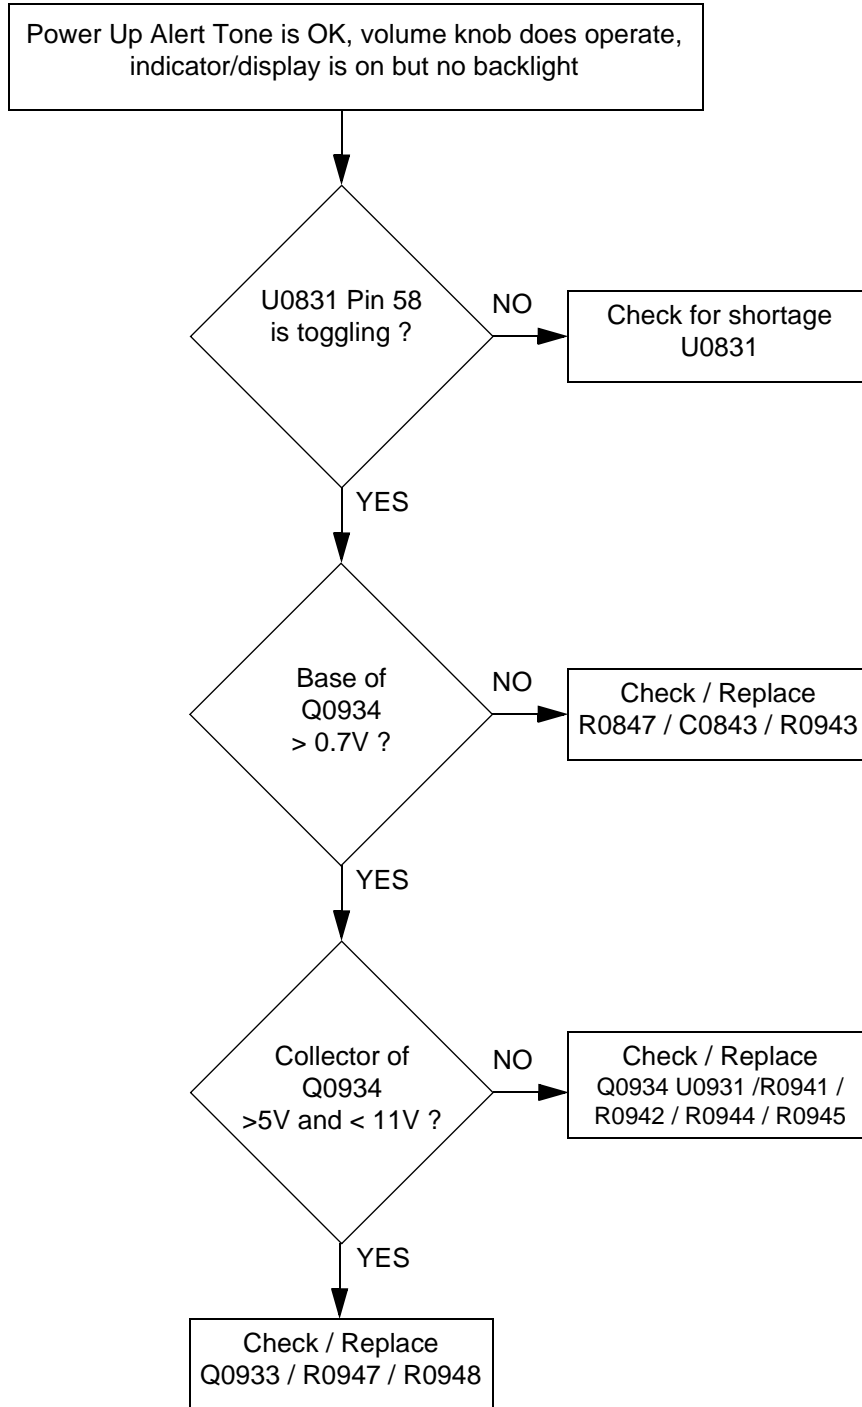 Power Up Alert Tone is OK, volume knob does operate,
indicator/display is on but no backlight
U0831 Pin 58
is toggling ?
NO
Check for shortage
U0831
YES
Base of
Q0934
> 0.7V ?
NO
Check / Replace
R0847 / C0843 / R0943
YES
Collector of
Q0934
>5V and < 11V ?
NO
Check / Replace
Q0934 U0931 /R0941 /
R0942 / R0944 / R0945
YES
Check / Replace
Q0933 / R0947 / R0948